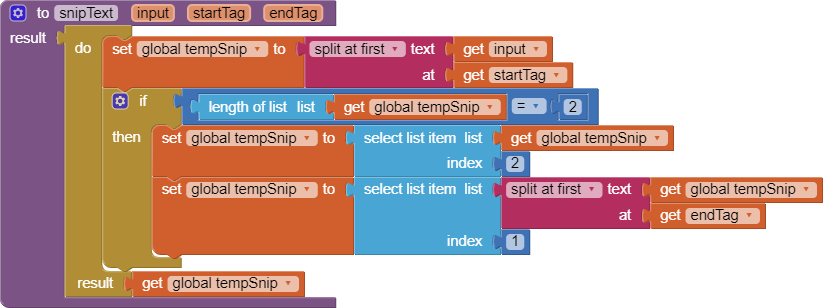 to snipText input startTag endTag
result
do set global tempSnip to split at first text get input
at get startTag
if length of list list get global tempSnip = 2
then set global tempSnip to select list item list get global tempSnip
index 2
set global tempSnip to select list item list split at first text get global tempSnip
at get endTag
index 1
result get global tempSnip